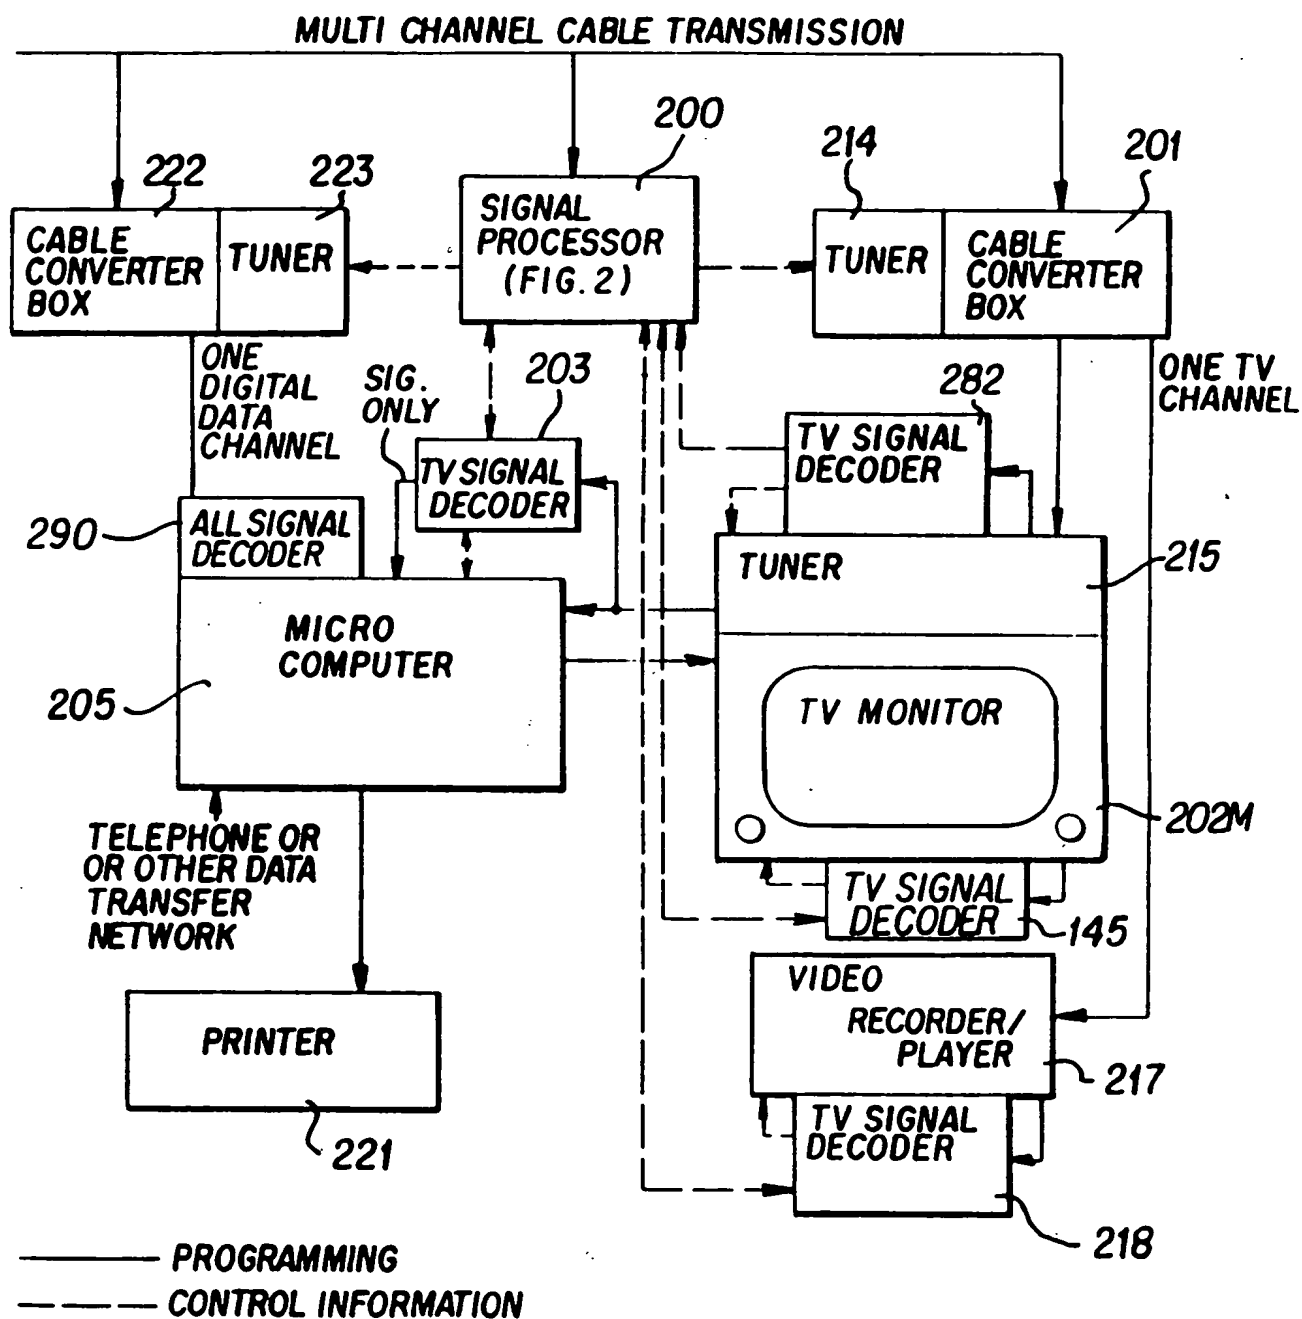 MULTI CHANNEL CABLE TRANSMISSION
200
214
201
222
223
SIGNAL
PROCESSOR
(FIG. 2)
CABLE
CONVERTER
BOX
TUNER
TUNER
CABLE
CONVERTER
BOX
ONE
DIGITAL
DATA
CHANNEL
SIG.
ONLY
203
282
ONE TV
CHANNEL
TV SIGNAL
DECODER
TV SIGNAL
DECODER
290
ALL SIGNAL
DECODER
TUNER
215
MICRO
COMPUTER
205
TV MONITOR
202M
TELEPHONE OR
OR OTHER DATA
TRANSFER
NETWORK
TV SIGNAL
DECODER
145
VIDEO
RECORDER/
PLAYER
217
PRINTER
221
TV SIGNAL
DECODER
218
PROGRAMMING
CONTROL INFORMATION